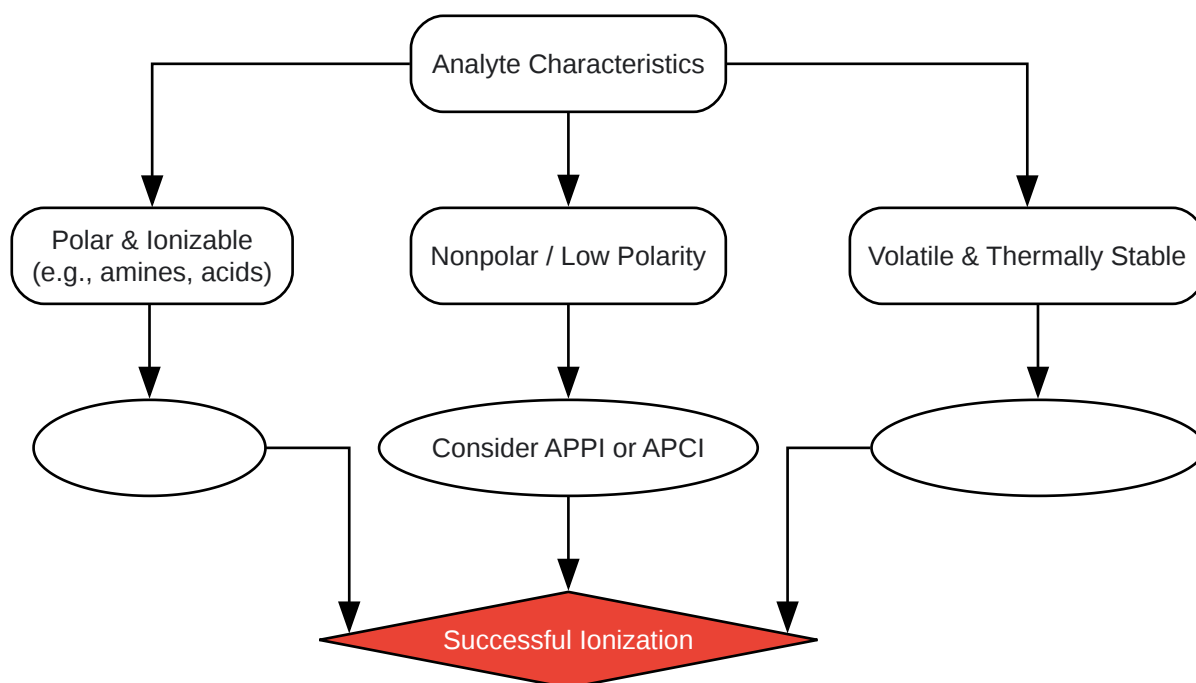 Analyte Characteristics
Polar & Ionizable
(e.g., amines, acids)
Nonpolar / Low Polarity
Volatile & Thermally Stable
Consider APPI or APCI
Successful Ionization